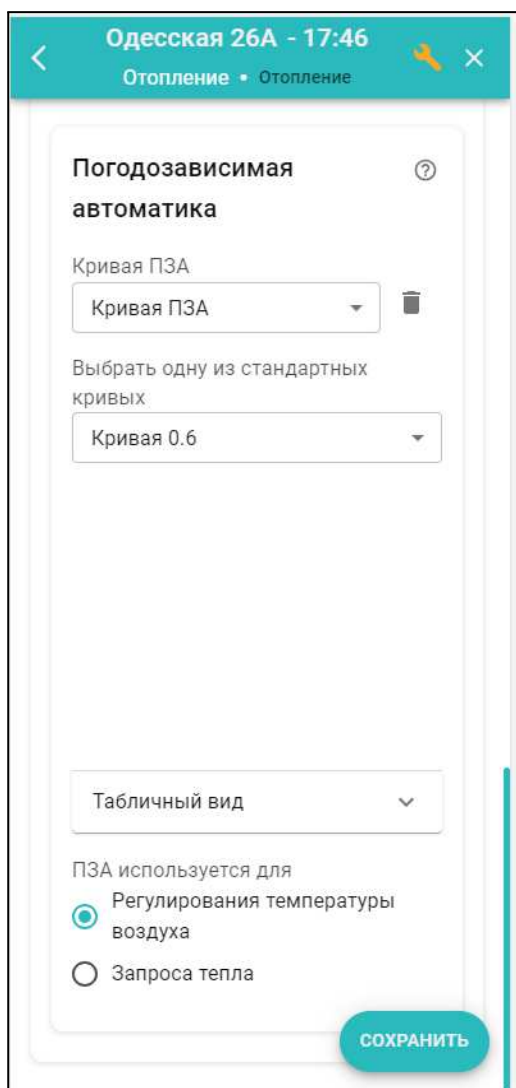 Одесская 26А - 17:46
Отопление • Отопление
Погодозависимая
автоматика
Кривая ПЗА
Кривая ПЗА
Выбрать одну из стандартных
кривых
Кривая 0.6
Табличный вид
ПЗА используется для
Регулирования температуры
воздуха
Запроса тепла
СОХРАНИТЬ